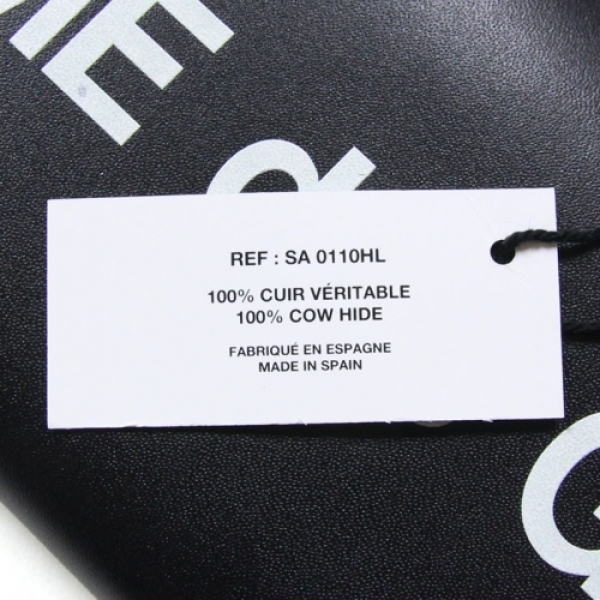 REF : SA 0110HL
100% CUIR VÉRITABLE
100% COW HIDE
FABRIQUÉ EN ESPAGNE
MADE IN SPAIN